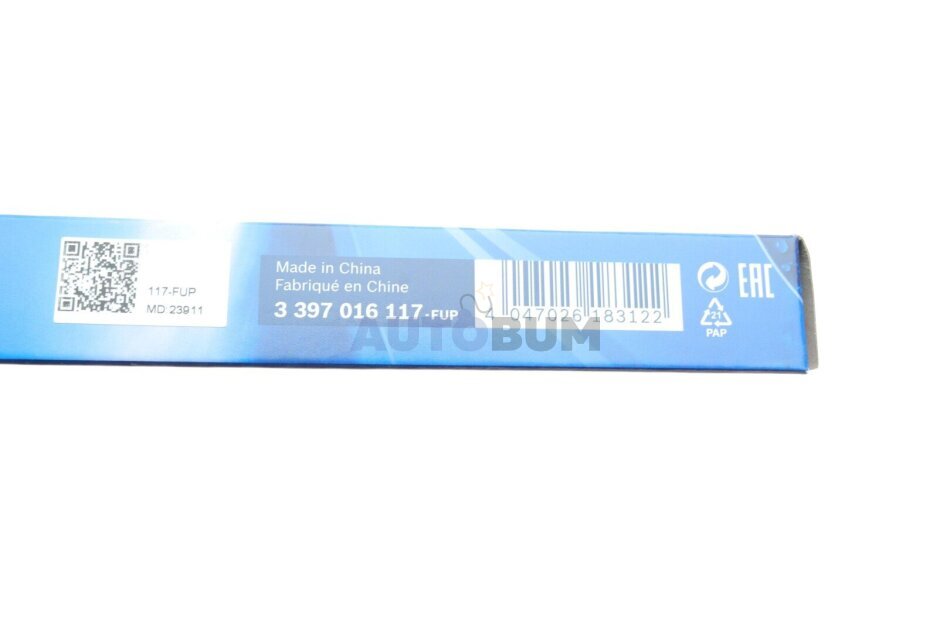 117-FUP
MD 23911
Made in China
Fabriqué en Chine
3 397 016 117-FUP
4 047026 183122
EAC
21
PAP
AUTOBUM